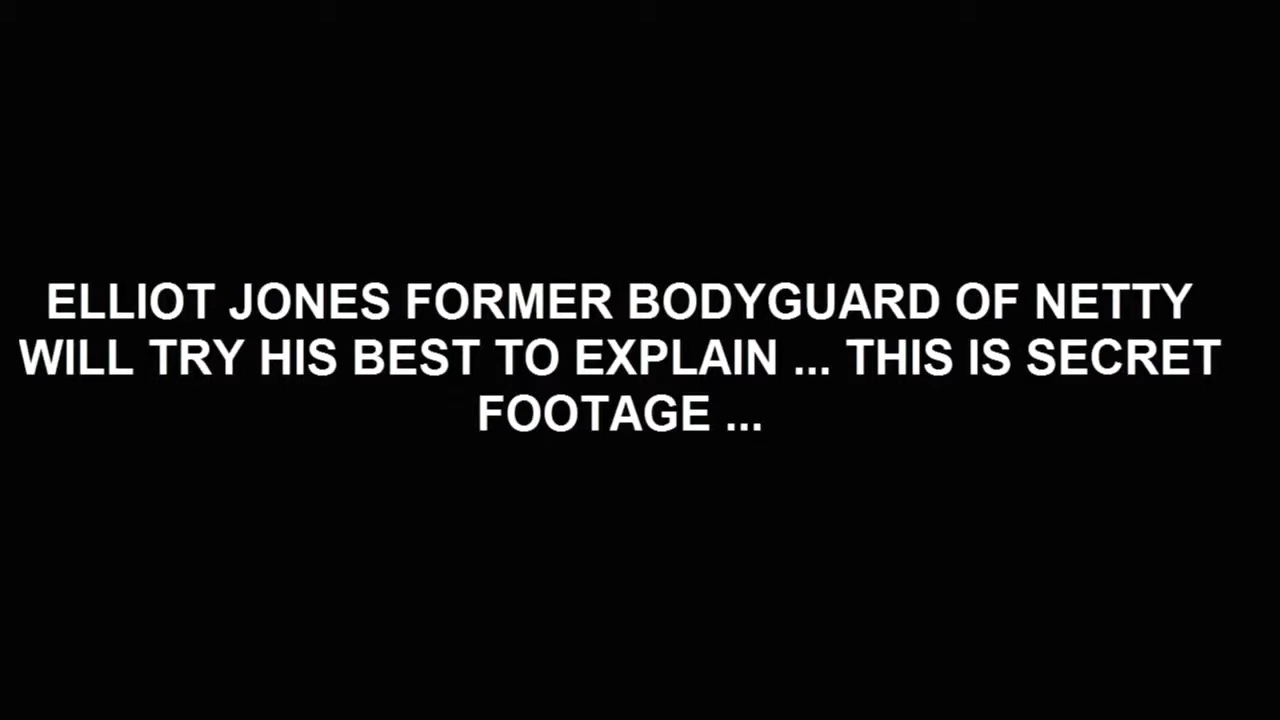 ELLIOT JONES FORMER BODYGUARD OF NETTY
WILL TRY HIS BEST TO EXPLAIN ... THIS IS SECRET
FOOTAGE ...